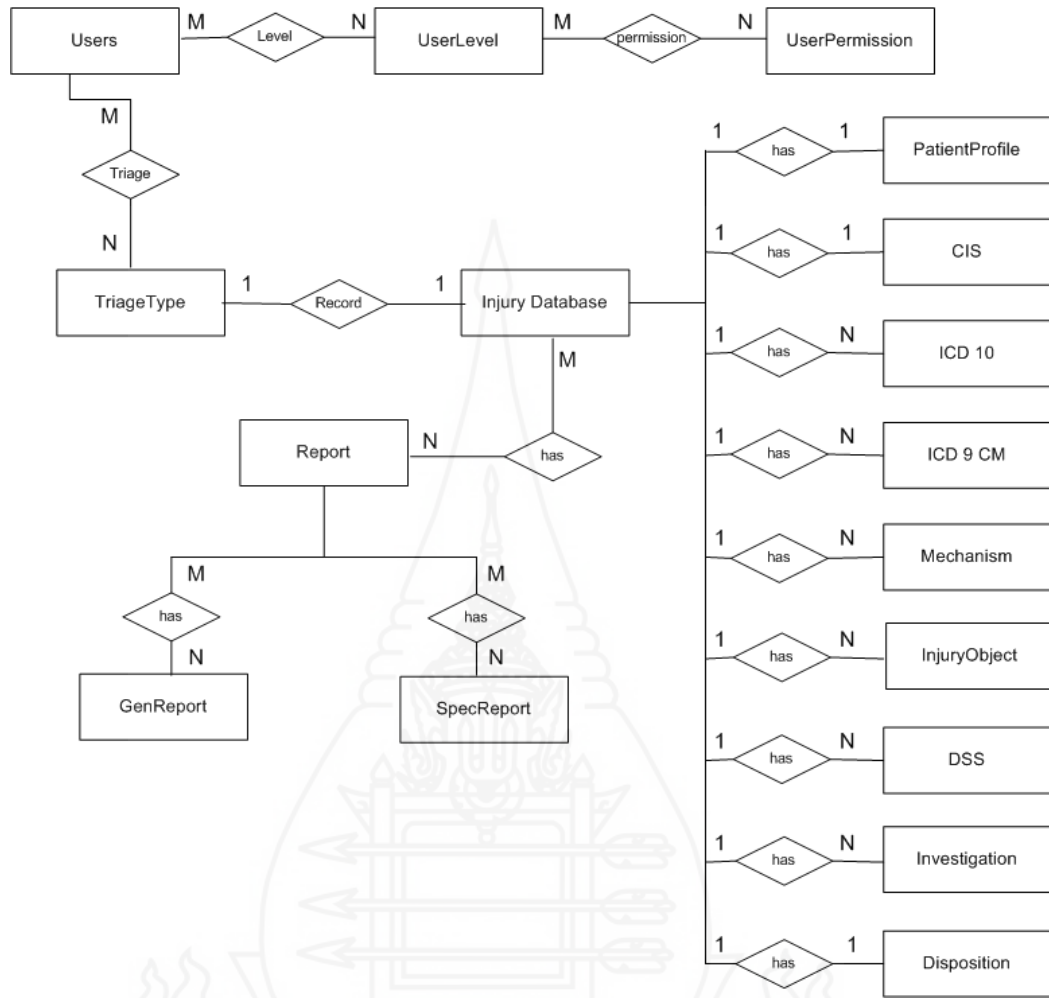 M N M N
Users Level UserLevel permission UserPermission
M
1 has 1 PatientProfile
Triage
N
1 has 1 CIS
TriageType 1 Record 1 Injury Database
1 has N ICD 10
M
Report N has
1 has N ICD 9 CM
1 has N Mechanism
M M
has has
N N
1 has N InjuryObject
GenReport SpecReport
1 has N DSS
1 has N Investigation
1 has 1 Disposition